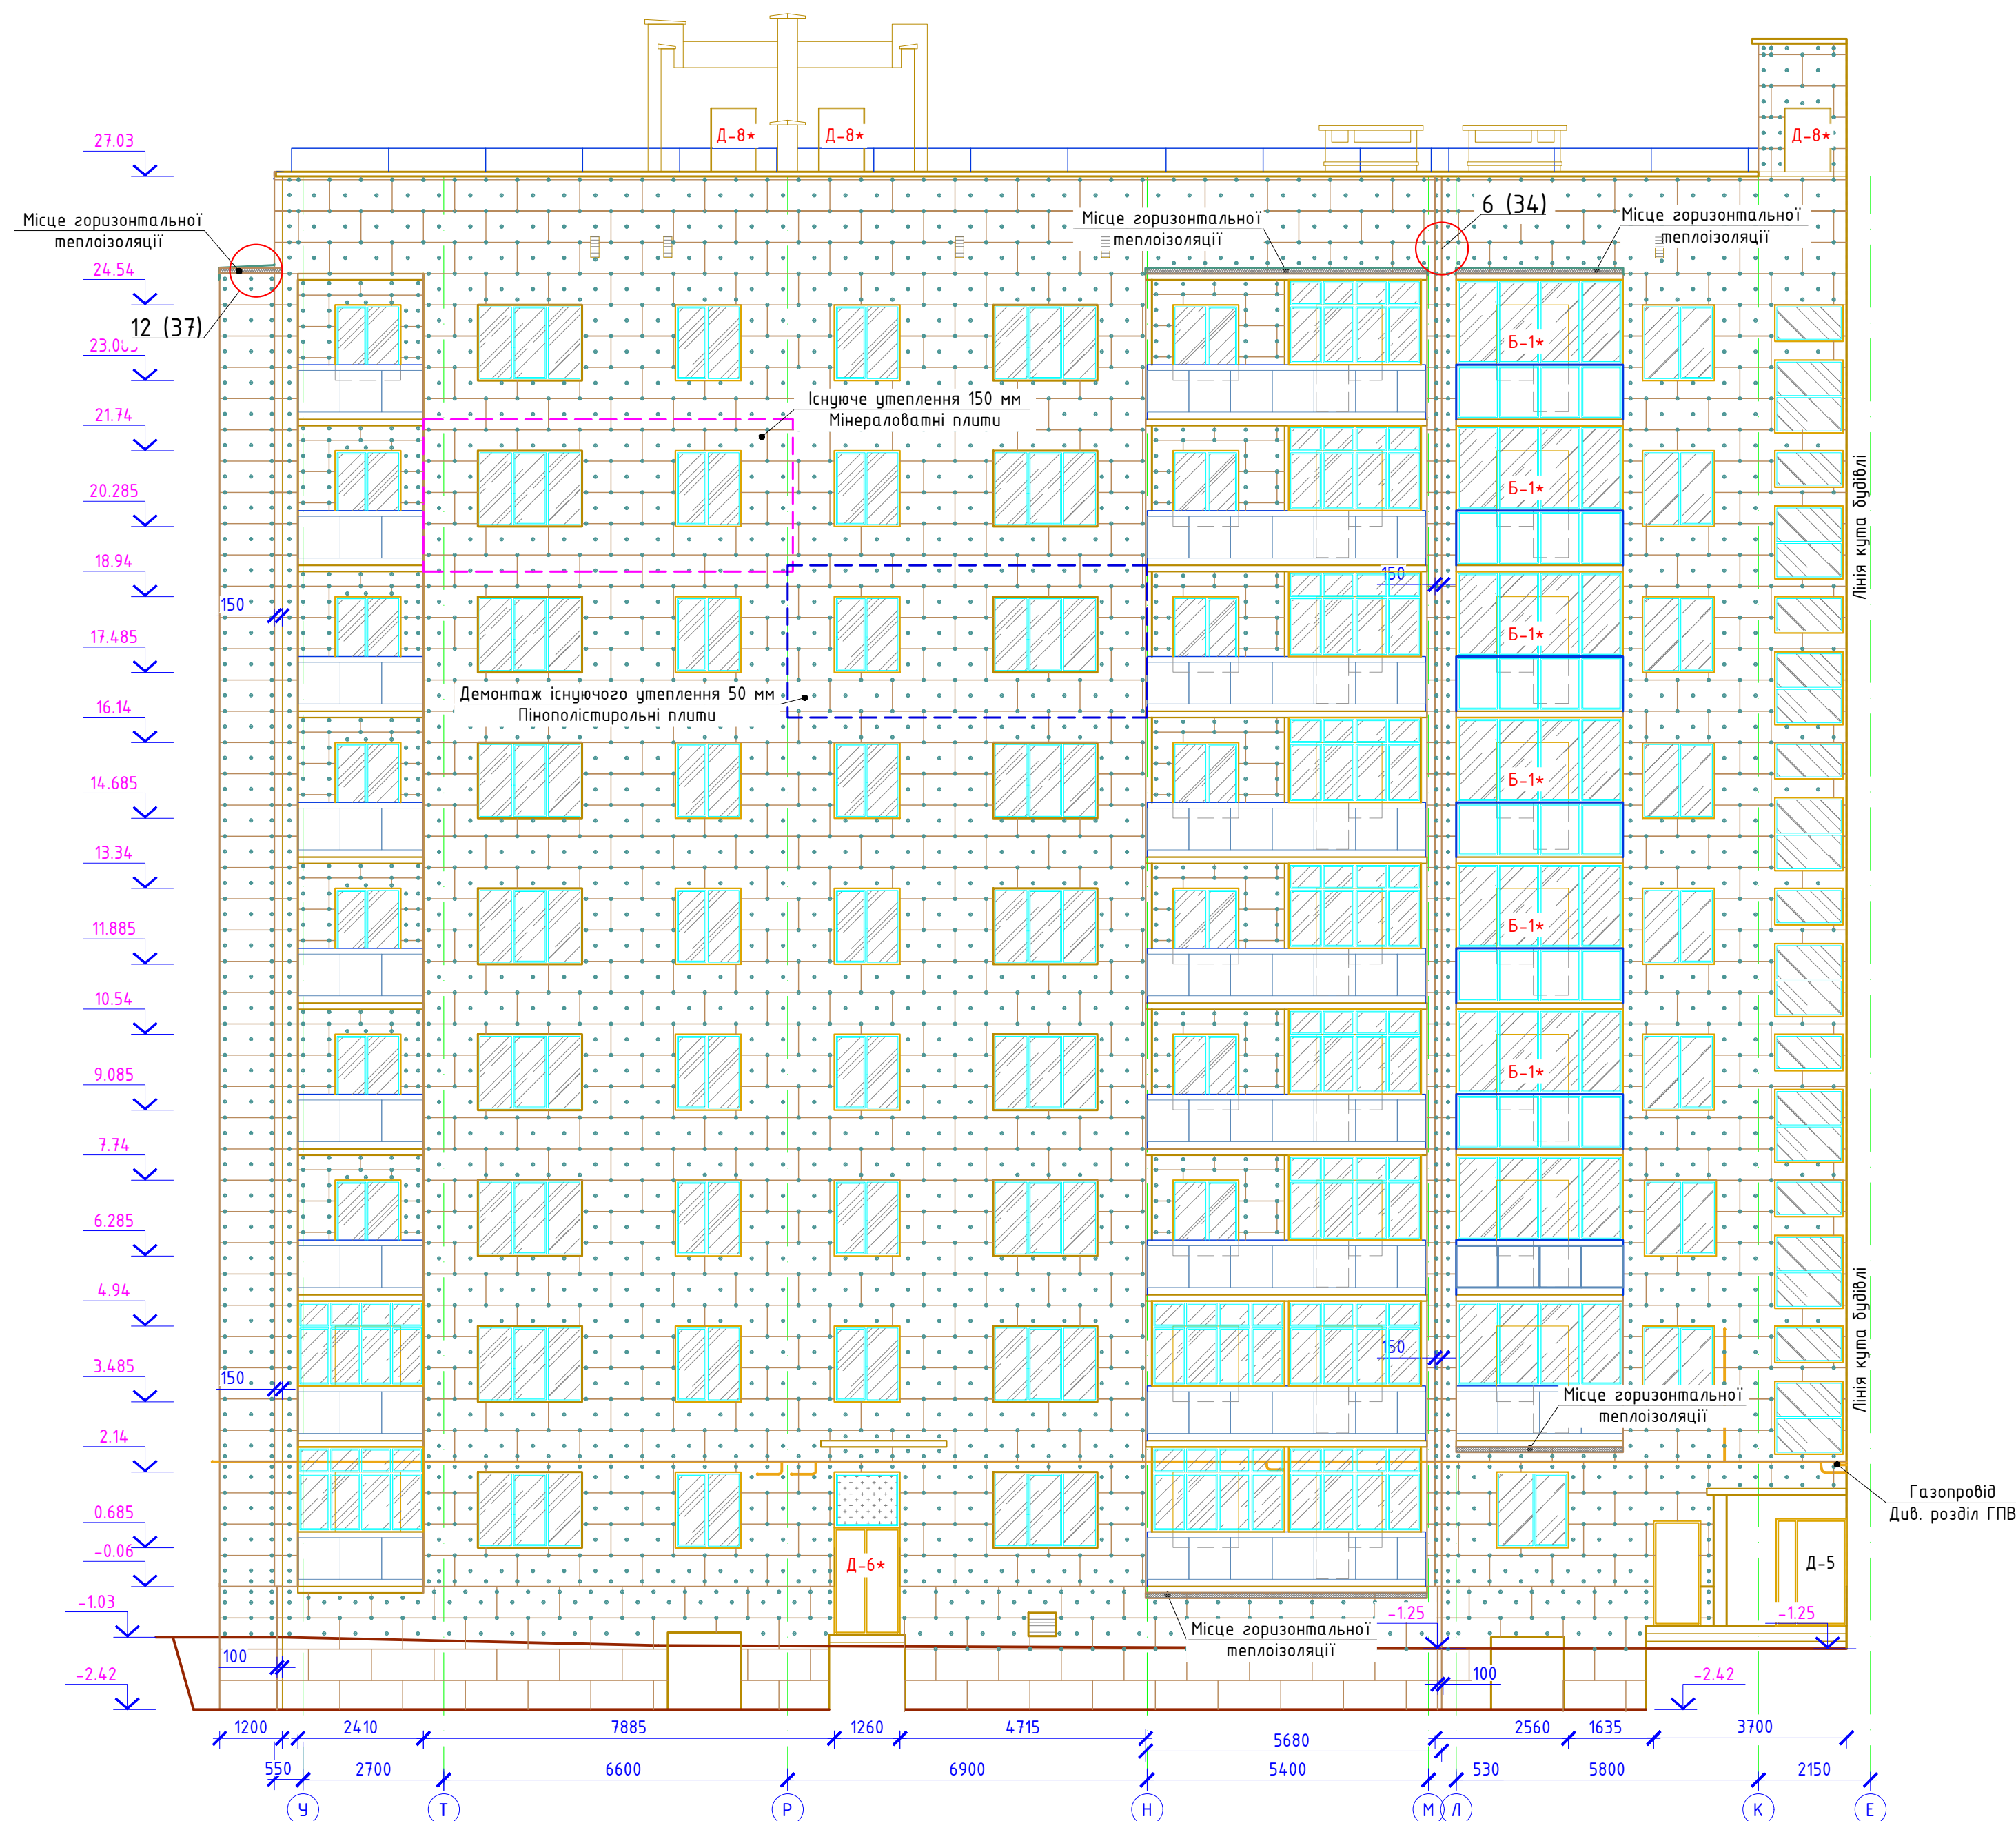 Д-8*
Д-8*
Д-8*
27.03
Місце горизонтальної
теплоізоляції
Місце горизонтальної
теплоізоляції
6 (34)
Місце горизонтальної
теплоізоляції
24.54
12 (37)
Б-1*
Існуюче утеплення 150 мм
Мінераловатні плити
21.74
20.285
Б-1*
Лінія кута будівлі
18.94
150
150
17.485
Б-1*
Демонтаж існуючого утеплення 50 мм
Пінополістирольні плити
16.14
14.685
Б-1*
13.34
11.885
Б-1*
10.54
9.085
Б-1*
7.74
6.285
4.94
Лінія кута будівлі
150
3.485
150
Місце горизонтальної
теплоізоляції
2.14
Газопровід
Див. розділ ГПВ
0.685
-0.06
Д-6*
Д-5
-1.03
-1.25
-1.25
Місце горизонтальної
теплоізоляції
100
-2.42
100
-2.42
1200
2410
7885
1260
4715
5680
2560
1635
3700
550
2700
6600
6900
5400
530
5800
2150
У
Т
Р
Н
М
Л
К
Е